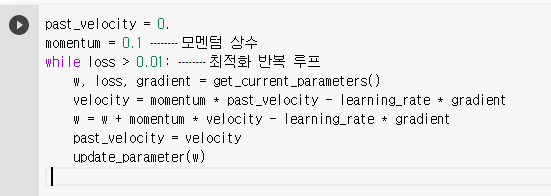 past_velocity = 0.
momentum = 0.1 -------- 모멘텀 상수
while loss > 0.01: -------- 최적화 반복 루프
    w, loss, gradient = get_current_parameters()
    velocity = momentum * past_velocity - learning_rate * gradient
    w = w + momentum * velocity - learning_rate * gradient
    past_velocity = velocity
    update_parameter(w)